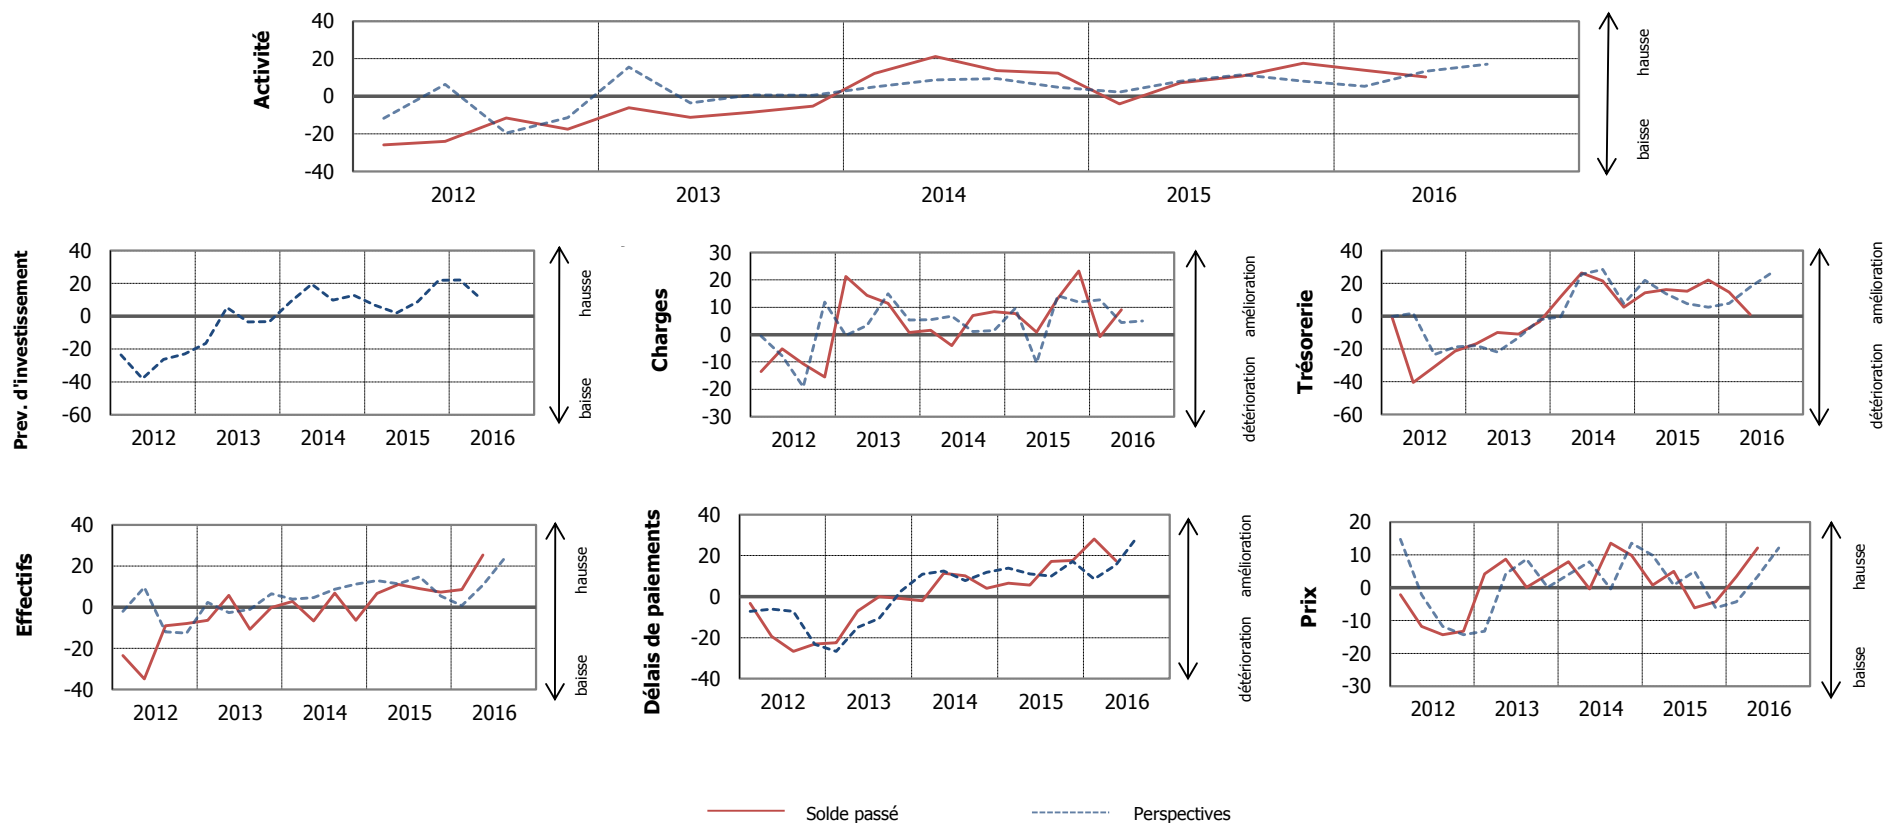 Activité
40
20
0
-20
-40
2012 2013 2014 2015 2016
hausse
baisse
Prev. d'investissement
40
20
0
-20
-40
-60
2012 2013 2014 2015 2016
hausse
baisse
Charges
30
20
10
0
-10
-20
-30
2012 2013 2014 2015 2016
amélioration
détérioration
Trésorerie
40
20
0
-20
-40
-60
2012 2013 2014 2015 2016
amélioration
détérioration
Effectifs
40
20
0
-20
-40
2012 2013 2014 2015 2016
hausse
baisse
Délais de paiements
40
20
0
-20
-40
2012 2013 2014 2015 2016
amélioration
détérioration
Prix
20
10
0
-10
-20
-30
2012 2013 2014 2015 2016
hausse
baisse
Solde passé Perspectives